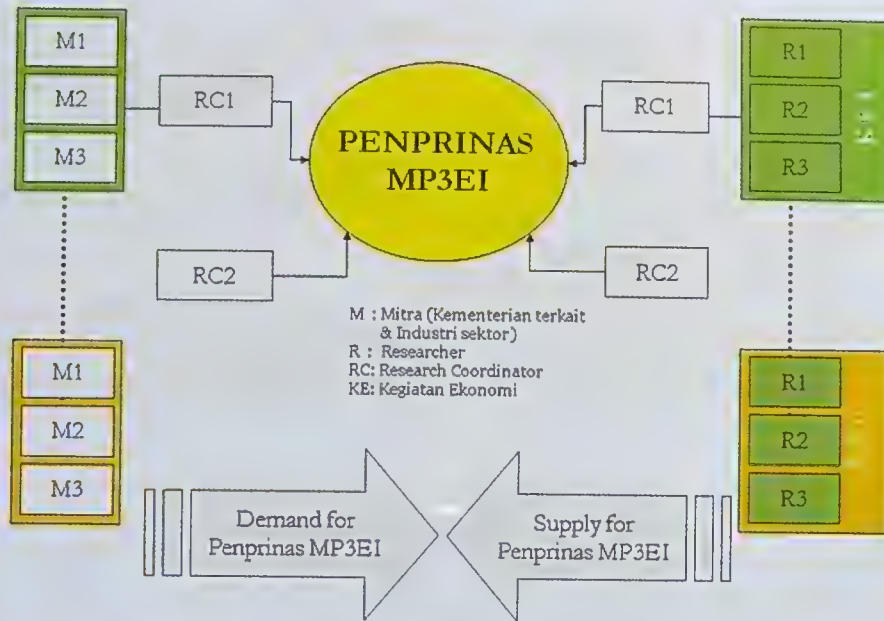 M1
M2
M3
RC1
PENPRINAS
MP3EI
RC1
R1
R2
R3
RC2
RC2
M : Mitra (Kementerian terkait
& Industri sektor)
R : Researcher
RC: Research Coordinator
KE: Kegiatan Ekonomi
M1
M2
M3
R1
R2
R3
Demand for
Penprinas MP3EI
Supply for
Penprinas MP3EI